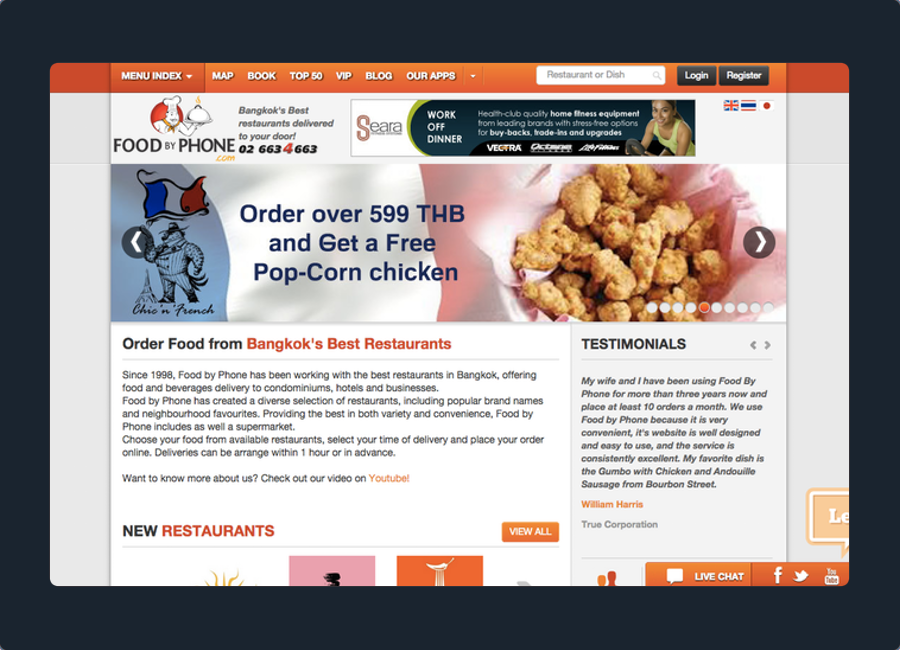 MENU INDEX MAP BOOK TOP 50 VIP BLOG OUR APPS Restaurant or Dish Login Register
FOOD BY PHONE
.com
Bangkok's Best
restaurants delivered
to your door!
02 663 4 663
Seara
WORK
OFF
DINNER
Health-club quality home fitness equipment
from leading brands with stress-free options
for buy-backs, trade-ins and upgrades
VECTRA Octane LifeFitness
Order over 599 THB
and Get a Free
Pop-Corn chicken
Chic 'n' French
Order Food from Bangkok's Best Restaurants
Since 1998, Food by Phone has been working with the best restaurants in Bangkok, offering
food and beverages delivery to condominiums, hotels and businesses.
Food by Phone has created a diverse selection of restaurants, including popular brand names
and neighbourhood favourites. Providing the best in both variety and convenience, Food by
Phone includes as well a supermarket.
Choose your food from available restaurants, select your time of delivery and place your order
online. Deliveries can be arrange within 1 hour or in advance.
Want to know more about us? Check out our video on Youtube!
NEW RESTAURANTS
VIEW ALL
TESTIMONIALS
My wife and I have been using Food By
Phone for more than three years now and
place at least 10 orders a month. We use
Food by Phone because it is very
convenient, it's website is well designed
and easy to use, and the service is
consistently excellent. My favorite dish is
the Gumbo with Chicken and Andouille
Sausage from Bourbon Street.
William Harris
True Corporation
Le
LIVE CHAT
You
Tube